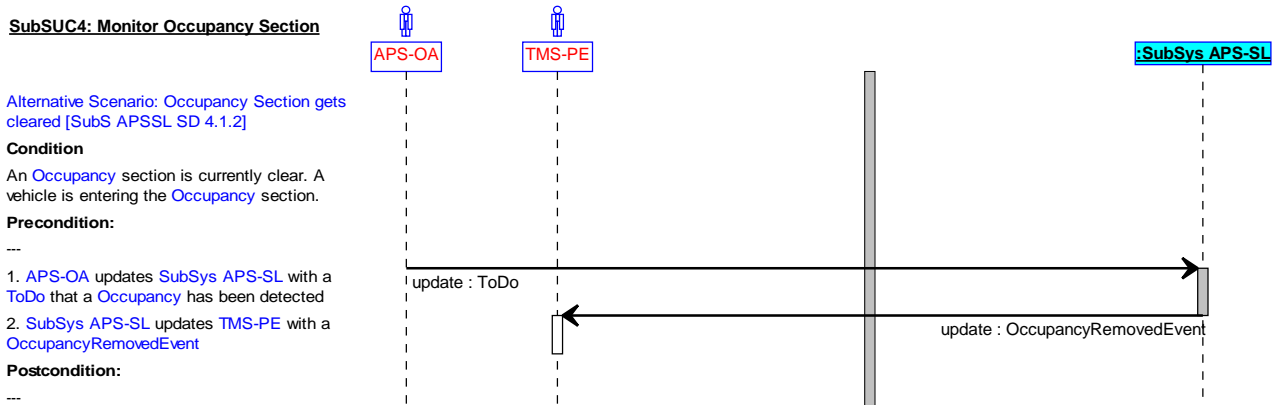 SubSUC4: Monitor Occupancy Section
APS-OA
TMS-PE
:SubSys APS-SL
Alternative Scenario: Occupancy Section gets
cleared [SubS APSSL SD 4.1.2]
Condition
An Occupancy section is currently clear. A
vehicle is entering the Occupancy section.
Precondition:
---
1. APS-OA updates SubSys APS-SL with a
ToDo that a Occupancy has been detected
update : ToDo
2. SubSys APS-SL updates TMS-PE with a
OccupancyRemovedEvent
update : OccupancyRemovedEvent
Postcondition:
---